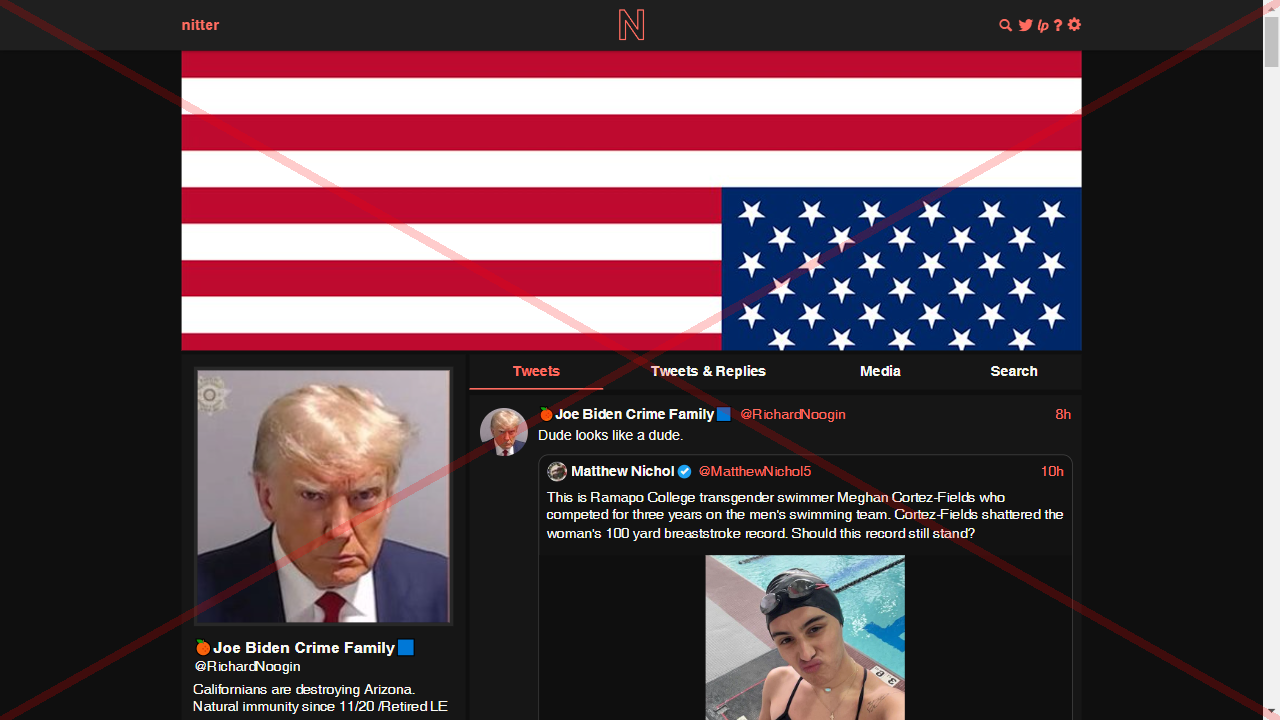 nitter
N
lp ?
Tweets
Tweets & Replies
Media
Search
Joe Biden Crime Family @RichardNoogin 8h
Dude looks like a dude.
Matthew Nichol @MatthewNichol5 10h
This is Ramapo College transgender swimmer Meghan Cortez-Fields who
competed for three years on the men's swimming team. Cortez-Fields shattered the
woman's 100 yard breaststroke record. Should this record still stand?
Joe Biden Crime Family
@RichardNoogin
Californians are destroying Arizona.
Natural immunity since 11/20 /Retired LE